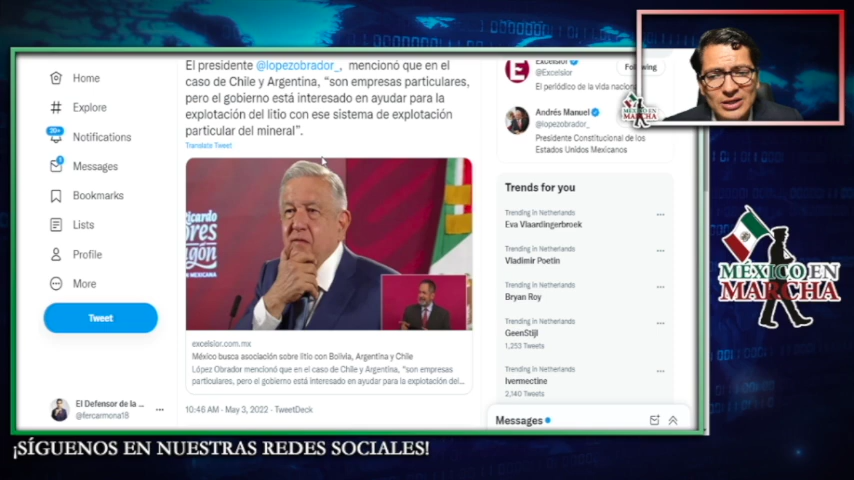 El presidente @lopezobrador_, mencionó que en el
caso de Chile y Argentina, “son empresas particulares,
pero el gobierno está interesado en ayudar para la
explotación del litio con ese sistema de explotación
particular del mineral”.
Translate Tweet
Home
Explore
20+
Notifications
1
Messages
Bookmarks
Lists
Profile
More
Tweet
El Defensor de la ...
@fercarmona18
excelsior.com.mx
México busca asociación sobre litio con Bolivia, Argentina y Chile
López Obrador mencionó que en el caso de Chile y Argentina, “son empresas
particulares, pero el gobierno está interesado en ayudar para la explotación del...
10:46 AM · May 3, 2022 · TweetDeck
Excélsior
@Excelsior
Following
El periódico de la vida
Andrés Manuel
@lopezobrador_
Presidente Constitucional de los
Estados Unidos Mexicanos
Trends for you
Trending in Netherlands
Eva Vlaardingerbroek
Trending in Netherlands
Vladimir Poetin
Trending in Netherlands
Bryan Roy
Trending in Netherlands
GeenStijl
1,253 Tweets
Trending in Netherlands
Ivermectine
2,140 Tweets
Messages
MÉXICO EN
MARCHA
MÉXICO EN
MARCHA
¡SÍGUENOS EN NUESTRAS REDES SOCIALES!